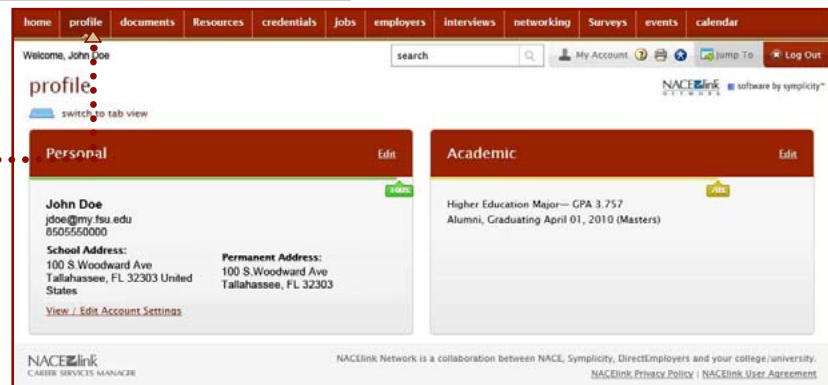 home profile documents Resources credentials jobs employers interviews networking Surveys events calendar
Welcome, John Doe search My Account Jump To Log Out
profile
NACElink NETWORK software by symplicity™
switch to tab view
Personal Edit
100%
John Doe
jdoe@my.fsu.edu
8505550000
School Address:
100 S.Woodward Ave
Tallahassee, FL 32303 United
States
Permanent Address:
100 S.Woodward Ave
Tallahassee, FL 32303
View / Edit Account Settings
Academic Edit
Higher Education Major— GPA 3.757
Alumni, Graduating April 01, 2010 (Masters)
NACElink
CAREER SERVICES MANAGER
NACElink Network is a collaboration between NACE, Symplicity, DirectEmployers and your college/university.
NACElink Privacy Policy | NACElink User Agreement